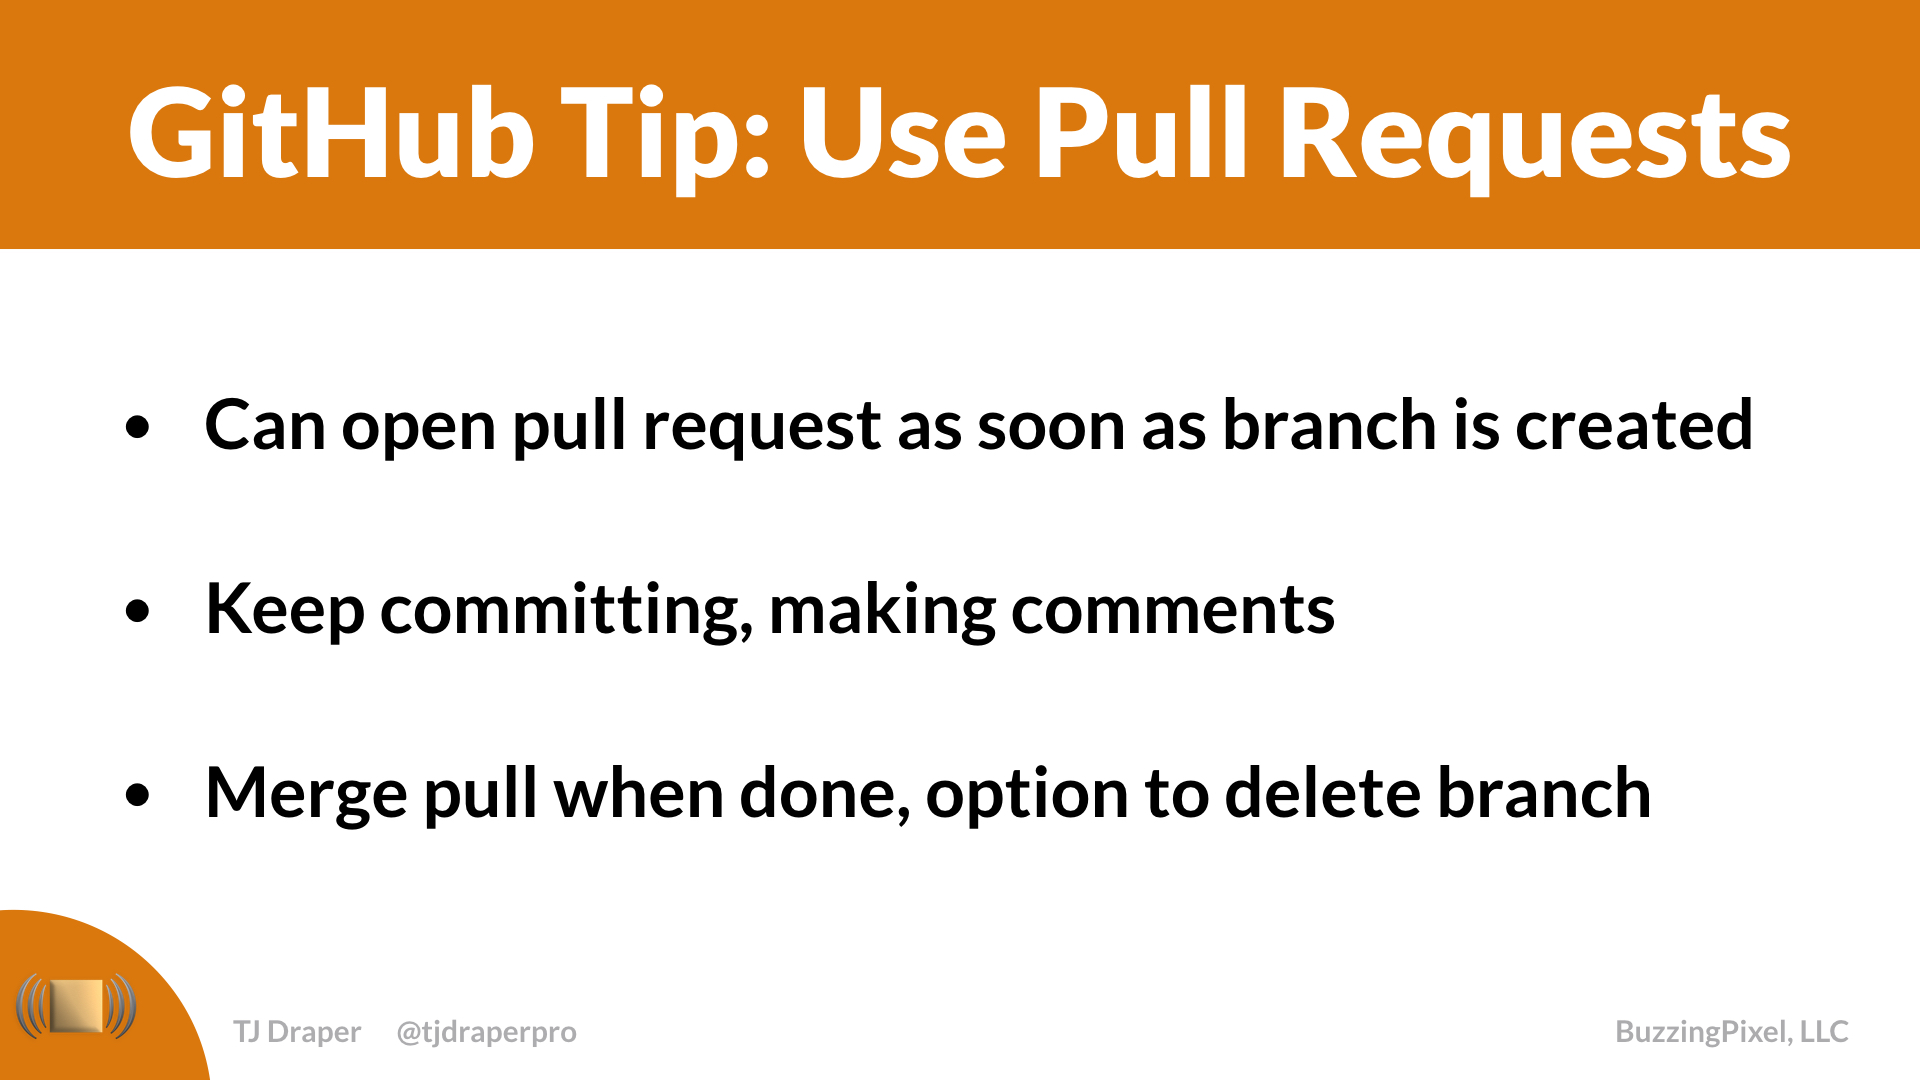 GitHub Tip: Use Pull Requests
• Can open pull request as soon as branch is created
• Keep committing, making comments
• Merge pull when done, option to delete branch
TJ Draper @tjdraperpro BuzzingPixel, LLC